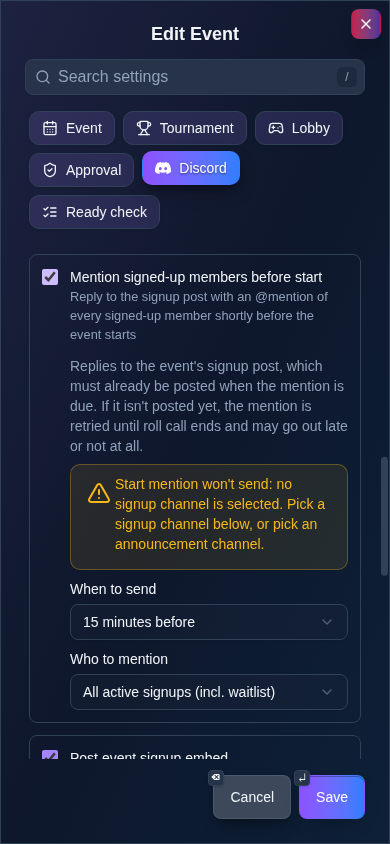 Edit Event
Search settings
/
Event
Tournament
Lobby
Approval
Discord
Ready check
Mention signed-up members before start
Reply to the signup post with an @mention of
every signed-up member shortly before the
event starts
Replies to the event's signup post, which
must already be posted when the mention is
due. If it isn't posted yet, the mention is
retried until roll call ends and may go out late
or not at all.
Start mention won't send: no
signup channel is selected. Pick a
signup channel below, or pick an
announcement channel.
When to send
15 minutes before
Who to mention
All active signups (incl. waitlist)
Post event signup embed
Cancel
Save